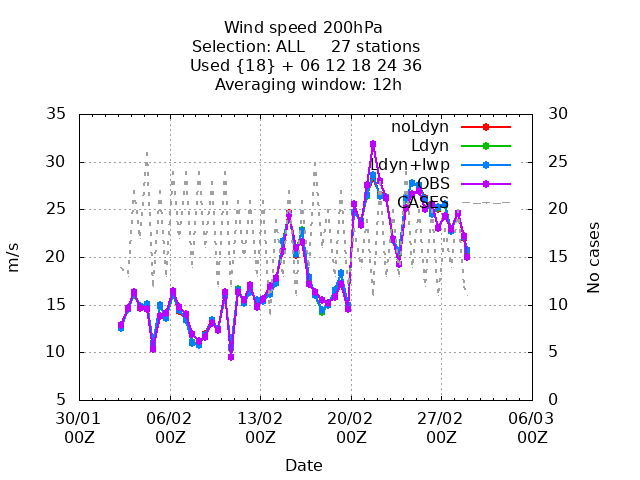 Wind speed 200hPa
Selection: ALL 27 stations
Used {18} + 06 12 18 24 36
Averaging window: 12h
35
30
25
20
15
10
5
m/s
30
25
20
15
10
5
0
No cases
noLdyn
Ldyn
Ldyn+lwp
OBS
CASES
30/01 06/02 13/02 20/02 27/02 06/03
00Z 00Z 00Z 00Z 00Z 00Z
Date